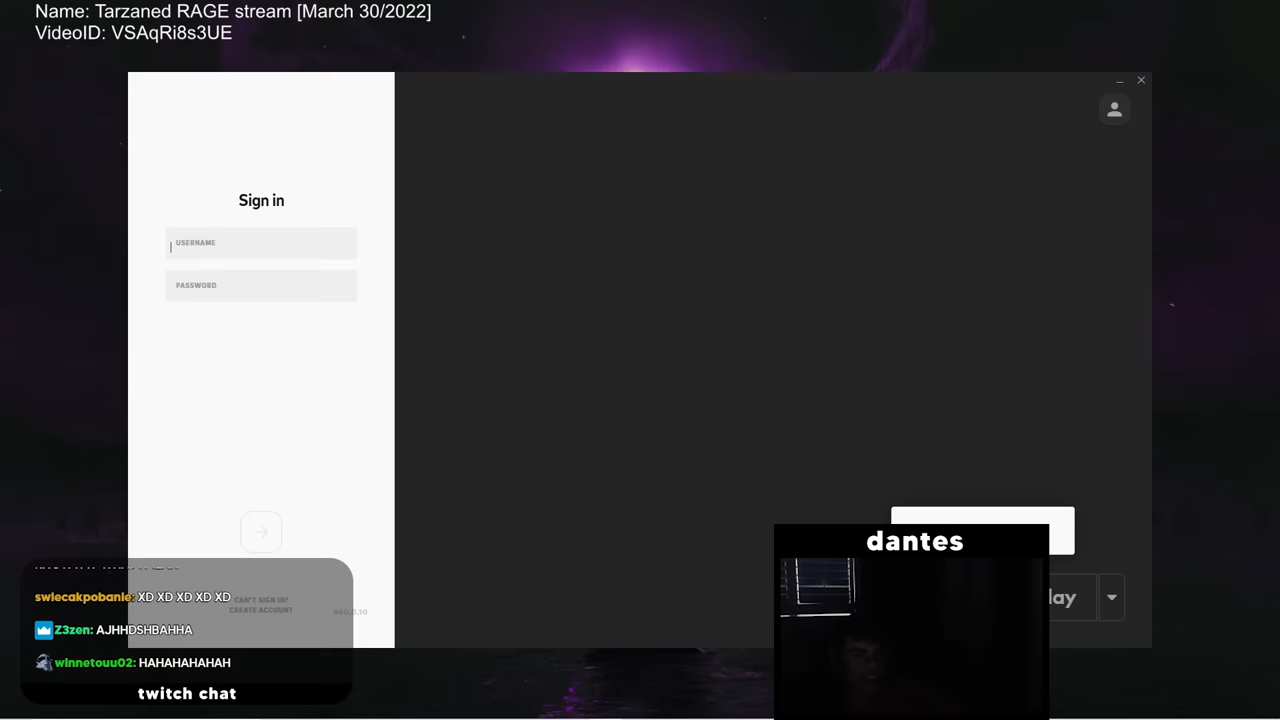 Name: Tarzaned RAGE stream [March 30/2022]
VideoID: VSAqRi8s3UE
Sign in
USERNAME
PASSWORD
dantes
lay
swiecakpobanie: XD XD XD XD XD
CAN'T SIGN IN?
CREATE ACCOUNT
Z3zen: AJHHDSHBAHHA
winnetouu02: HAHAHAHAHAH
twitch chat